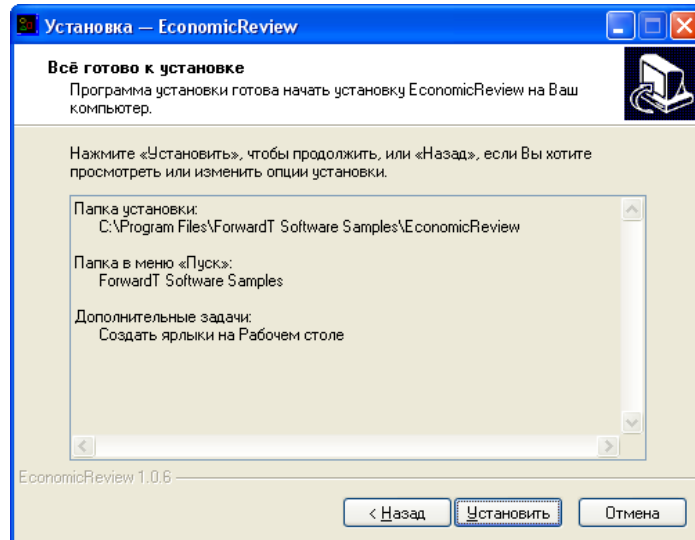 Установка — EconomicReview
Всё готово к установке
Программа установки готова начать установку EconomicReview на Ваш
компьютер.
Нажмите «Установить», чтобы продолжить, или «Назад», если Вы хотите
просмотреть или изменить опции установки.
Папка установки:
C:\Program Files\ForwardT Software Samples\EconomicReview
Папка в меню «Пуск»:
ForwardT Software Samples
Дополнительные задачи:
Создать ярлыки на Рабочем столе
EconomicReview 1.0.6
< Назад Установить Отмена